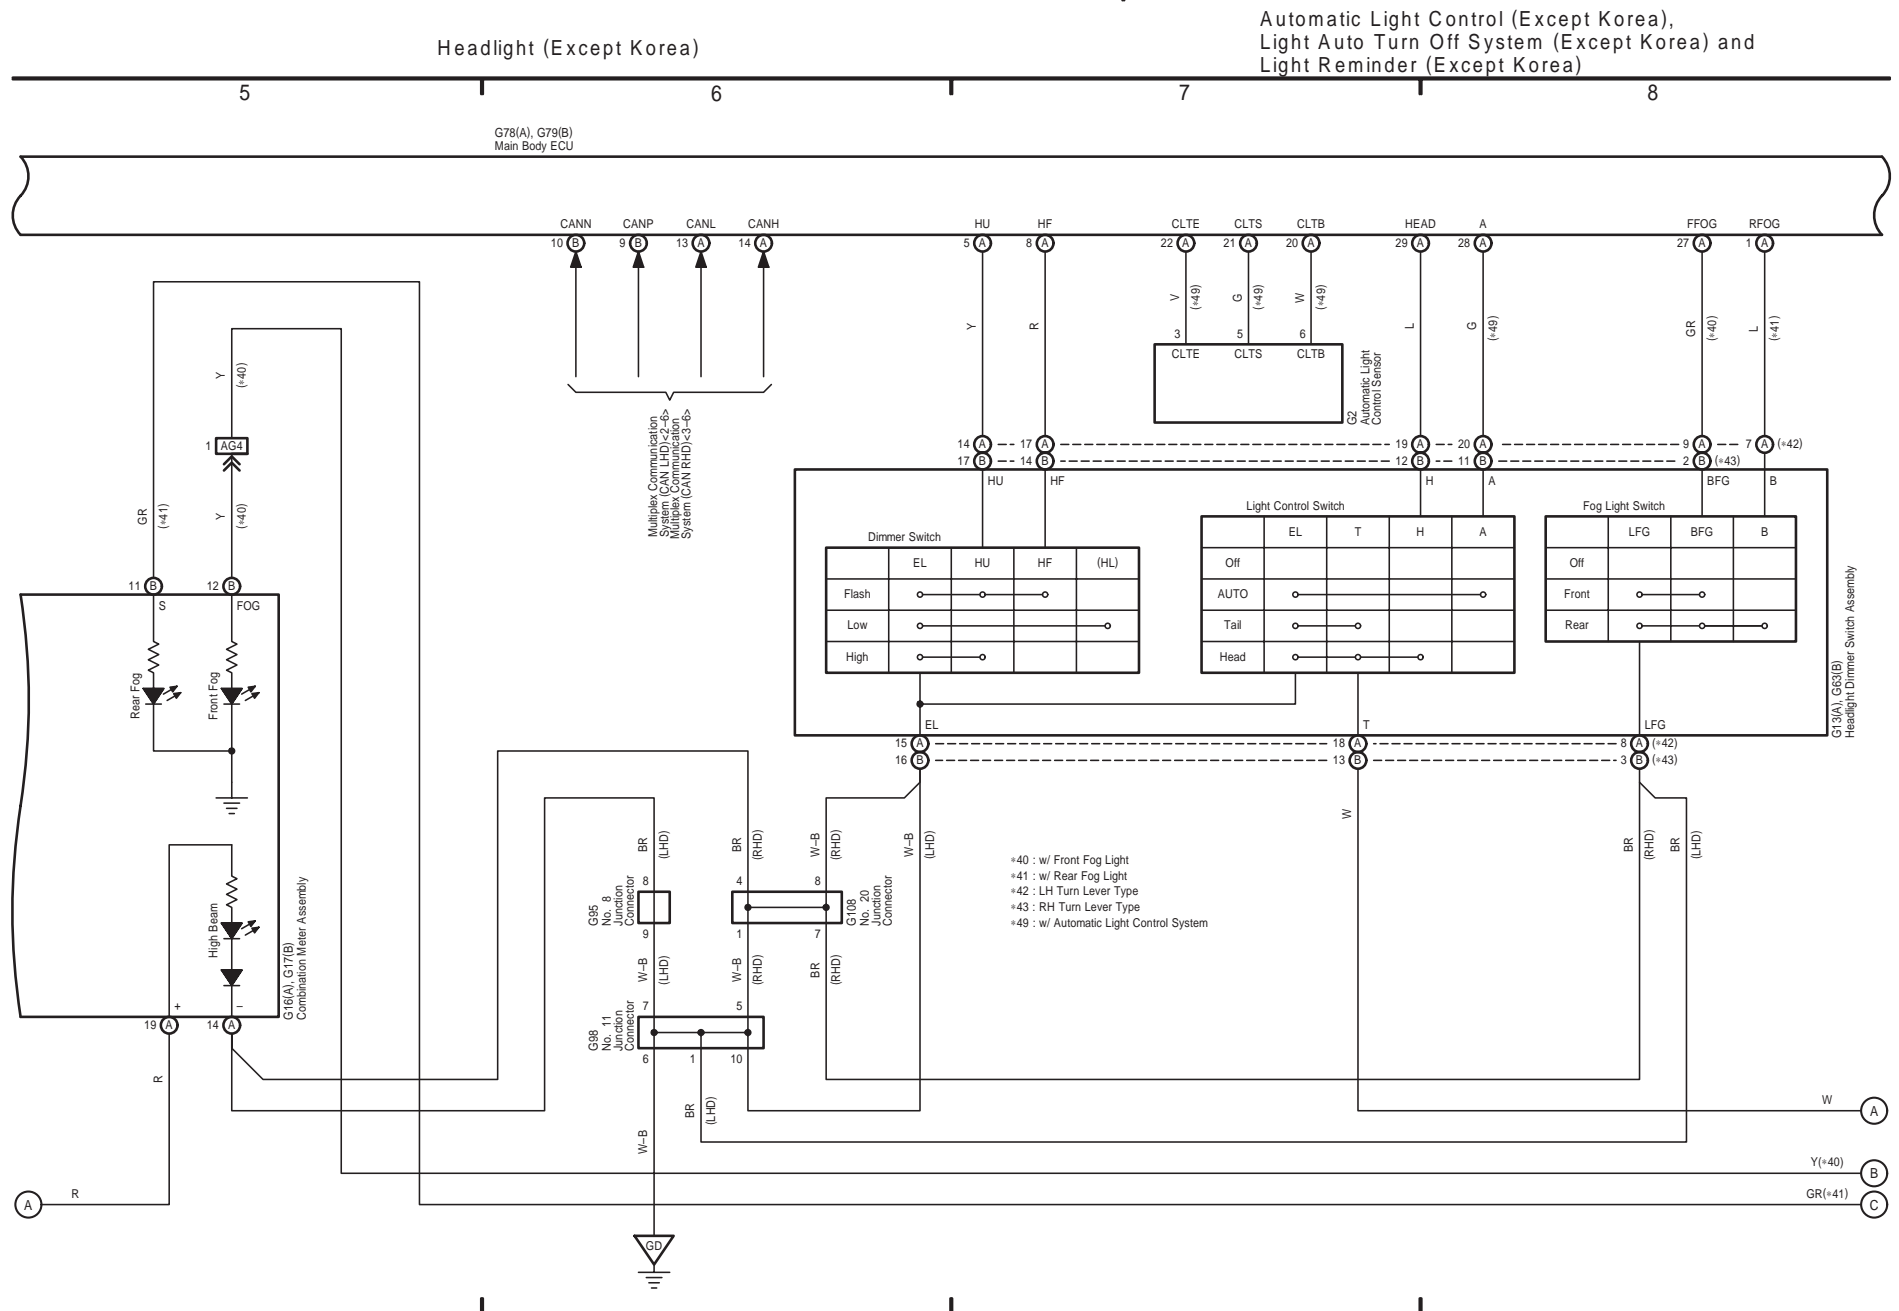 Automatic Light Control (Except Korea),
Headlight (Except Korea)
Light Auto Turn Off System (Except Korea) and
Light Reminder (Except Korea)
5
6
7
8
G78(A), G79(B)
Main Body ECU
CANN CANP CANL CANH HU HF CLTE CLTS CLTB HEAD A FFOG RFOG
10 B 9 B 13 A 14 A 5 A 8 A 22 A 21 A 20 A 29 A 28 A 27 A 1 A
V (∗49) G (∗49) W (∗49)
Y R L G (∗49) GR (∗40) L (∗41)
3 5 6
CLTE CLTS CLTB
G2
Automatic Light
Control Sensor
Y (∗40)
1 AG4
GR (∗41)
Y (∗40)
Multiplex Communication
System (CAN LHD)<2–6>
Multiplex Communication
System (CAN RHD)<3–6>
14 A 17 A 19 A 20 A 9 A 7 A (∗42)
17 B 14 B 12 B 11 B 2 B (∗43)
HU HF H A BFG B
Dimmer Switch
EL HU HF (HL)
Flash
Low
High
Light Control Switch
EL T H A
Off
AUTO
Tail
Head
Fog Light Switch
LFG BFG B
Off
Front
Rear
G13(A), G63(B)
Headlight Dimmer Switch Assembly
11 B 12 B
S FOG
Rear Fog
Front Fog
High Beam
+ –
19 A 14 A
G16(A), G17(B)
Combination Meter Assembly
EL T LFG
15 A 18 A 8 A (∗42)
16 B 13 B 3 B (∗43)
BR (LHD) BR (RHD) W–B (RHD) W–B (LHD) W BR (RHD) BR (LHD)
∗40 : w/ Front Fog Light
∗41 : w/ Rear Fog Light
∗42 : LH Turn Lever Type
∗43 : RH Turn Lever Type
∗49 : w/ Automatic Light Control System
8 4 8
G95
No. 8
Junction
Connector
G108
No. 20
Junction
Connector
9 1 7
W–B (LHD) W–B (RHD) BR (RHD)
7 5
G98
No. 11
Junction
Connector
6 1 10
R
BR (LHD)
W–B
W A
Y(∗40) B
A R
GR(∗41) C
GD